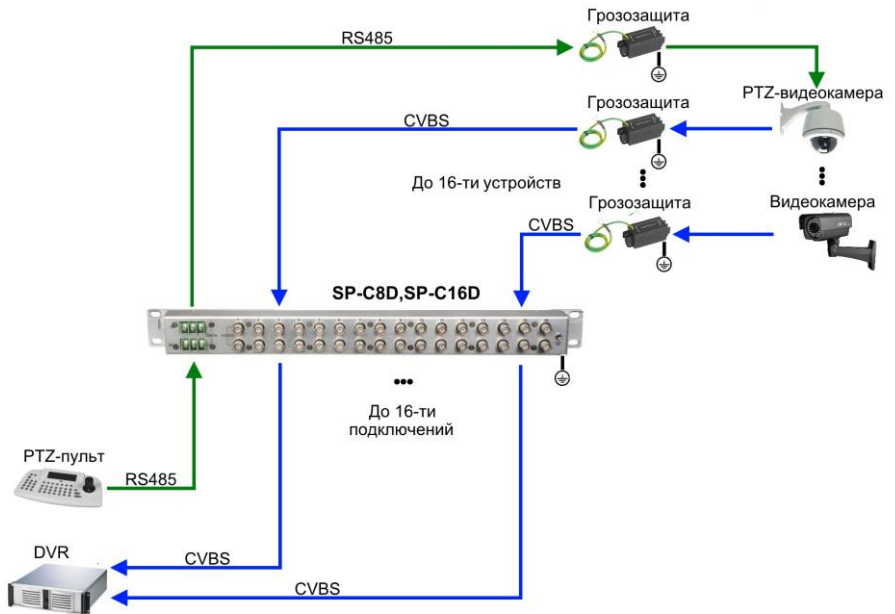 Грозозащита
RS485
PTZ-видеокамера
Грозозащита
CVBS
До 16-ти устройств
Грозозащита
Видеокамера
CVBS
SP-C8D,SP-C16D
До 16-ти
подключений
PTZ-пульт
RS485
DVR
CVBS
CVBS